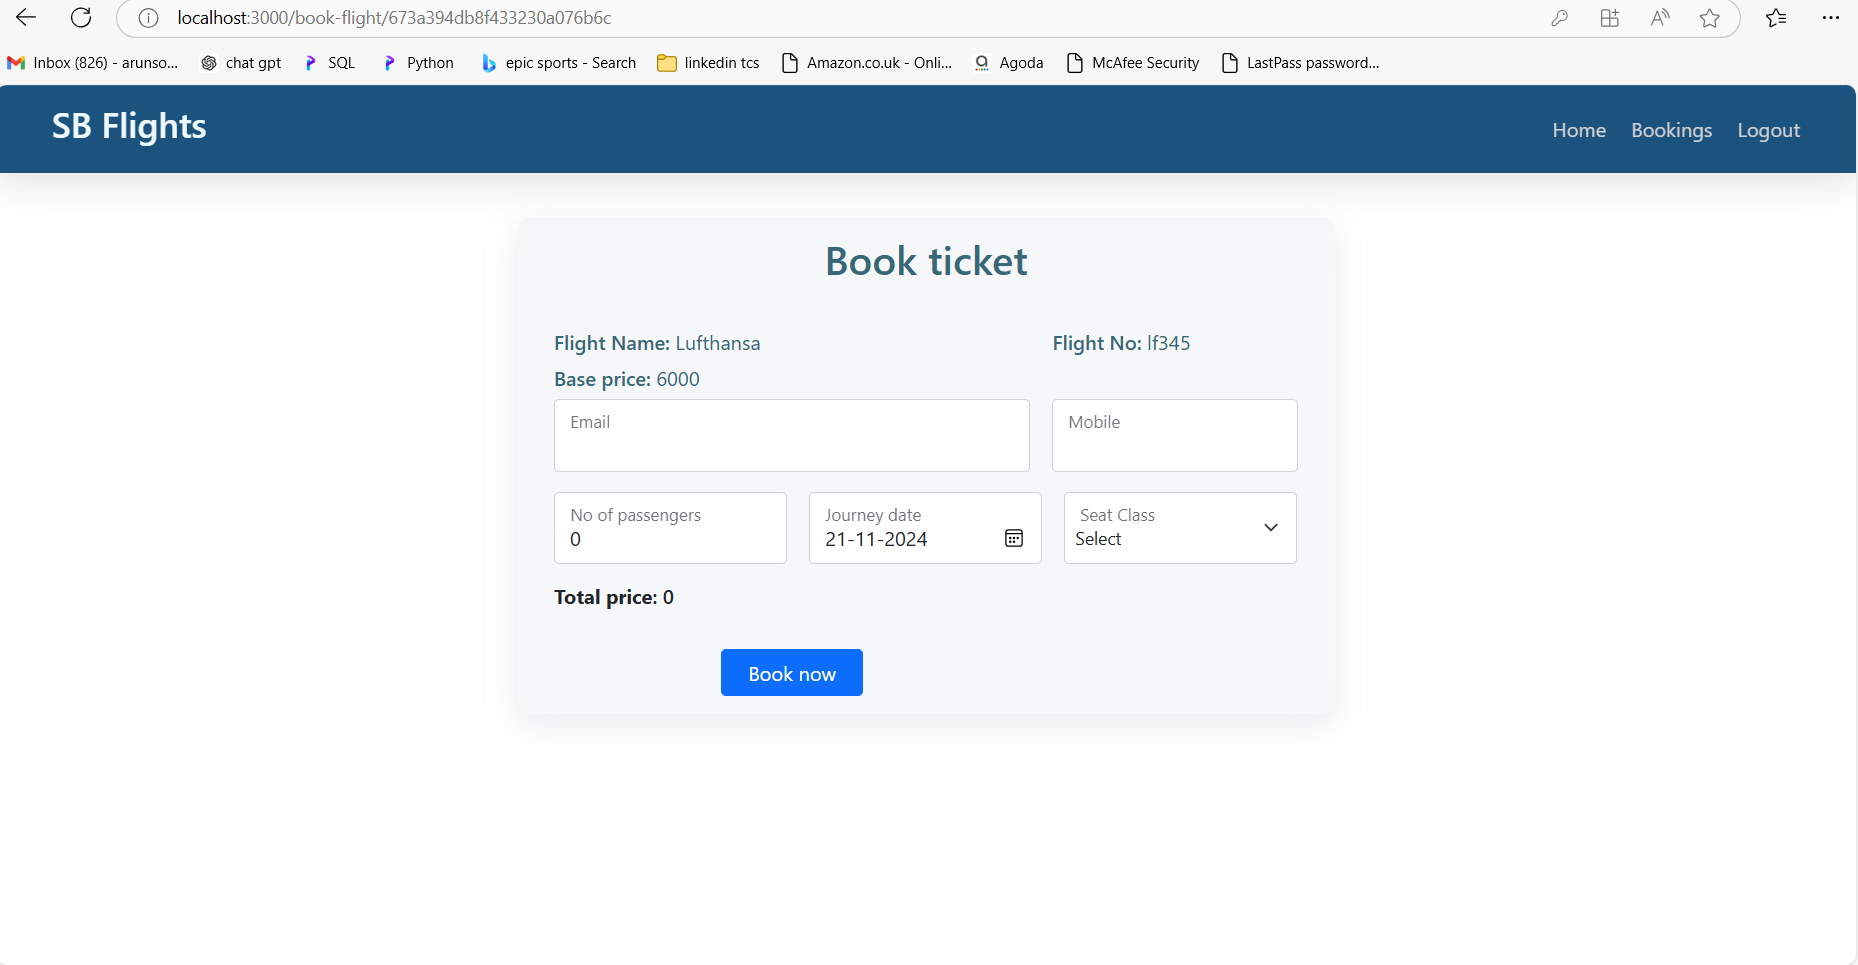 localhost:3000/book-flight/673a394db8f433230a076b6c
Inbox (826) - arunso... chat gpt SQL Python epic sports - Search linkedin tcs Amazon.co.uk - Onli... Agoda McAfee Security LastPass password...
SB Flights Home Bookings Logout
Book ticket
Flight Name: Lufthansa Flight No: lf345
Base price: 6000
Email Mobile
No of passengers Journey date Seat Class
0 21-11-2024 Select
Total price: 0
Book now